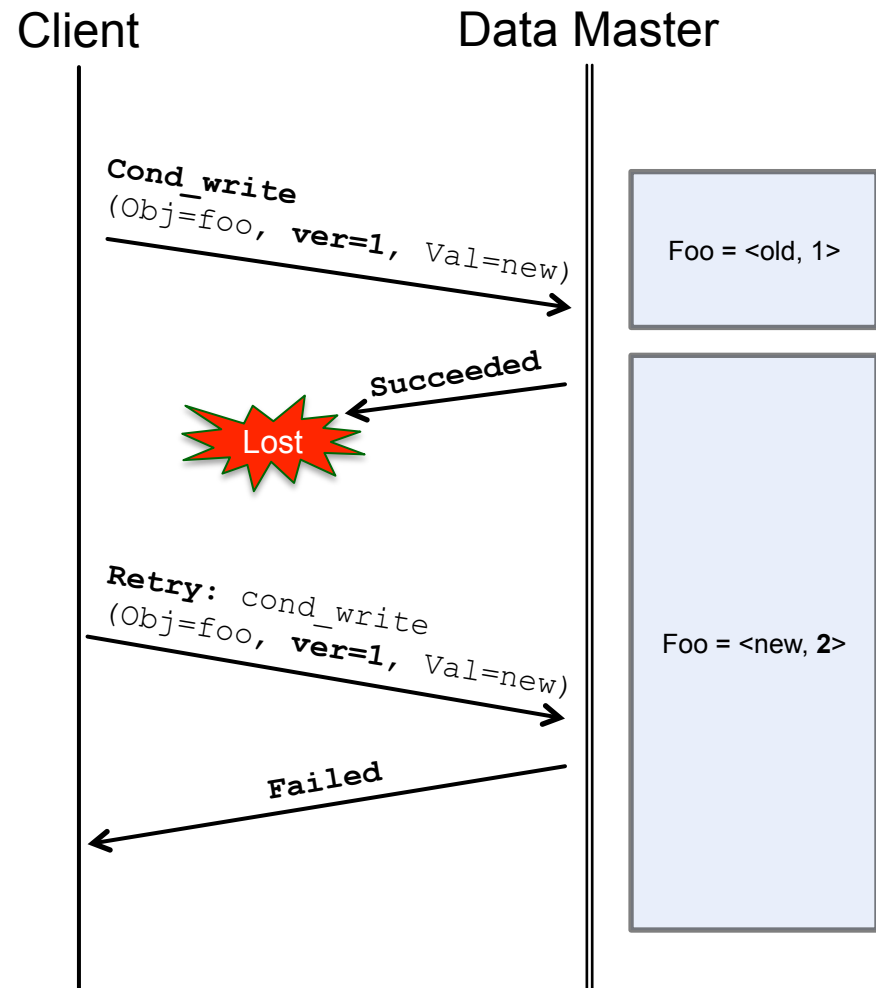 Client
Data Master
Cond_write
(Obj=foo, ver=1, Val=new)
Foo = <old, 1>
Succeeded
Lost
Retry: cond_write
(Obj=foo, ver=1, Val=new)
Foo = <new, 2>
Failed